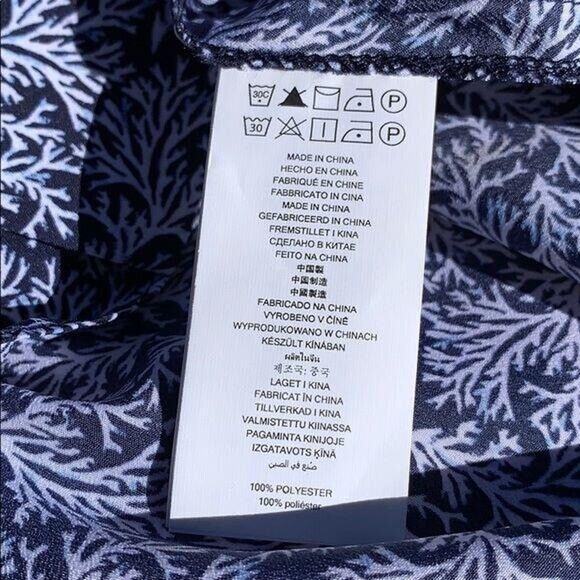 30C P
30 P
MADE IN CHINA
HECHO EN CHINA
FABRIQUÉ EN CHINE
FABBRICATO IN CINA
MADE IN CHINA
GEFABRICEERD IN CHINA
FREMSTILLET I KINA
СДЕЛАНО В КИТАЕ
FEITO NA CHINA
中国製
中国制造
中國製造
FABRICADO NA CHINA
VYROBENO V ČÍNĚ
WYPRODUKOWANO W CHINACH
KÉSZÜLT KÍNÁBAN
ผลิตในจีน
제조국: 중국
LAGET I KINA
FABRICAT ÎN CHINA
TILLVERKAD I KINA
VALMISTETTU KIINASSA
PAGAMINTA KINIJOJE
IZGATAVOTS ĶĪNĀ
صنع في الصين
100% POLYESTER
100% poliéster